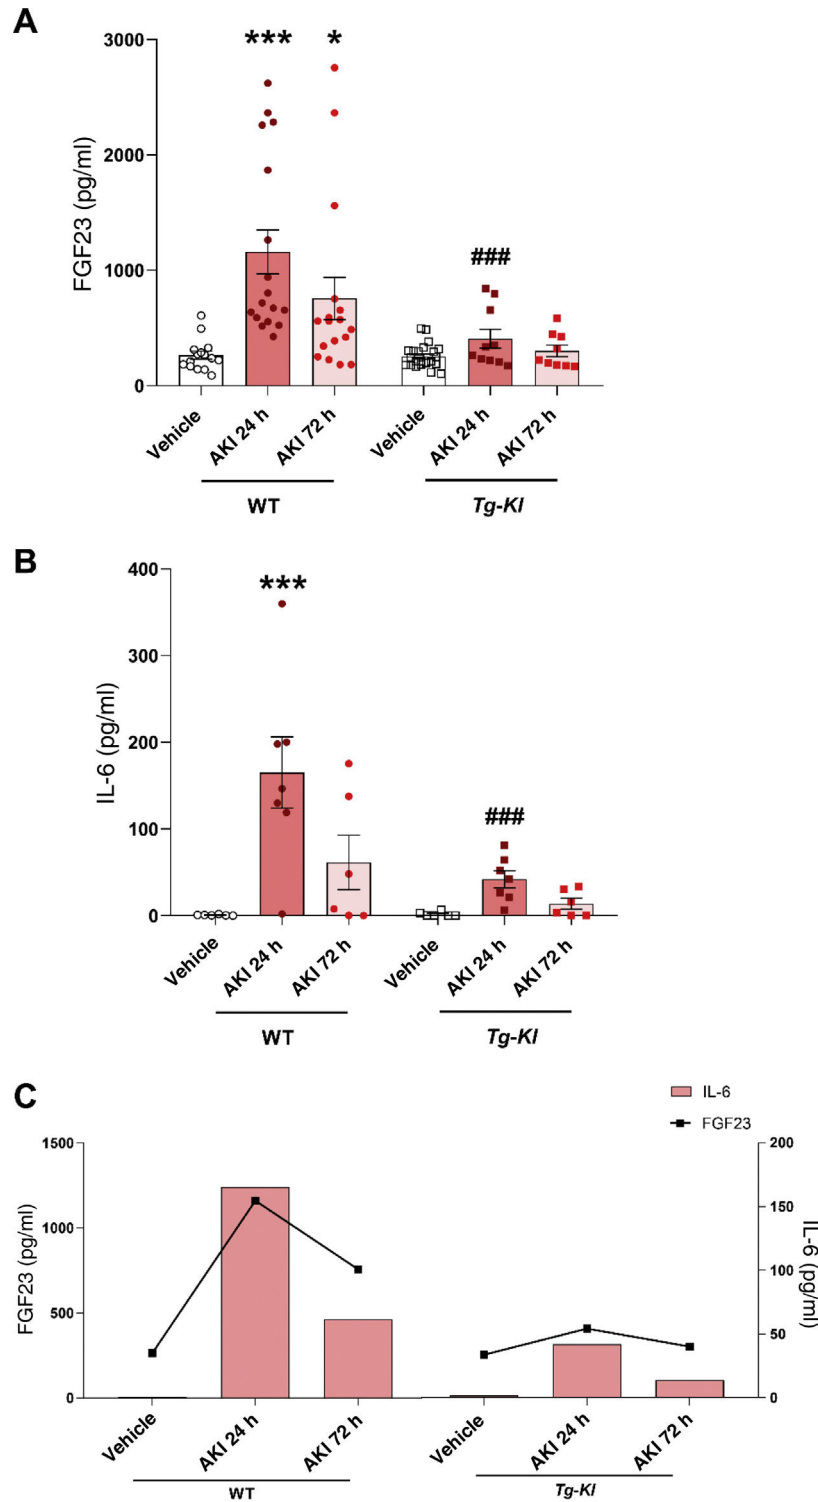 A
FGF23 (pg/ml)
3000
2000
1000
0
*** *
###
Vehicle AKI 24 h AKI 72 h Vehicle AKI 24 h AKI 72 h
WT Tg-Kl
B
IL-6 (pg/ml)
400
300
200
100
0
***
###
Vehicle AKI 24 h AKI 72 h Vehicle AKI 24 h AKI 72 h
WT Tg-Kl
C
IL-6
FGF23
FGF23 (pg/ml)
1500
1000
500
0
200
150
100
50
0
IL-6 (pg/ml)
Vehicle AKI 24 h AKI 72 h Vehicle AKI 24 h AKI 72 h
WT Tg-Kl